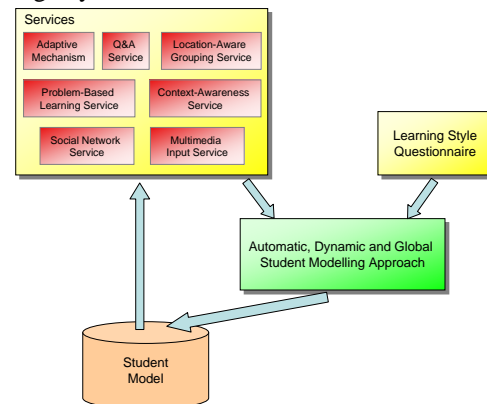 Services
Adaptive
Mechanism
Q&A
Service
Location-Aware
Grouping Service
Problem-Based
Learning Service
Context-Awareness
Service
Social Network
Service
Multimedia
Input Service
Learning Style
Questionnaire
Automatic, Dynamic and Global
Student Modelling Approach
Student
Model